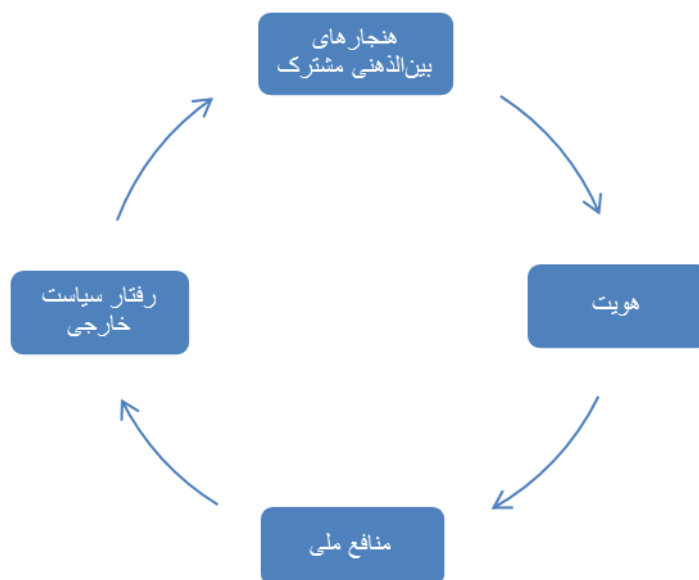 هنجارهای
بین‌الذهنی مشترک
هویت
منافع ملی
رفتار سیاست
خارجی